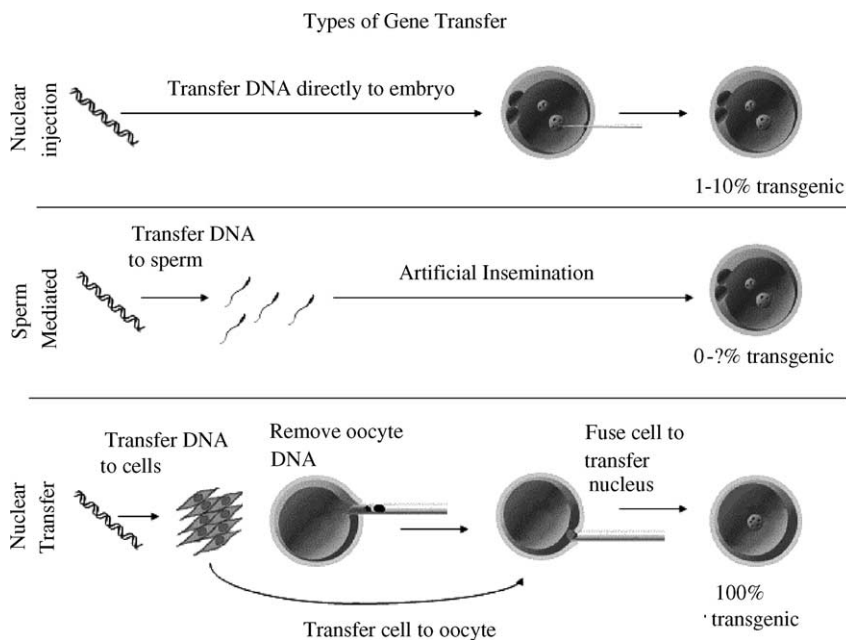 Types of Gene Transfer
Nuclear
injection
Transfer DNA directly to embryo
1-10% transgenic
Sperm
Mediated
Transfer DNA
to sperm
Artificial Insemination
0-?% transgenic
Nuclear
Transfer
Transfer DNA
to cells
Remove oocyte
DNA
Fuse cell to
transfer
nucleus
Transfer cell to oocyte
100%
transgenic